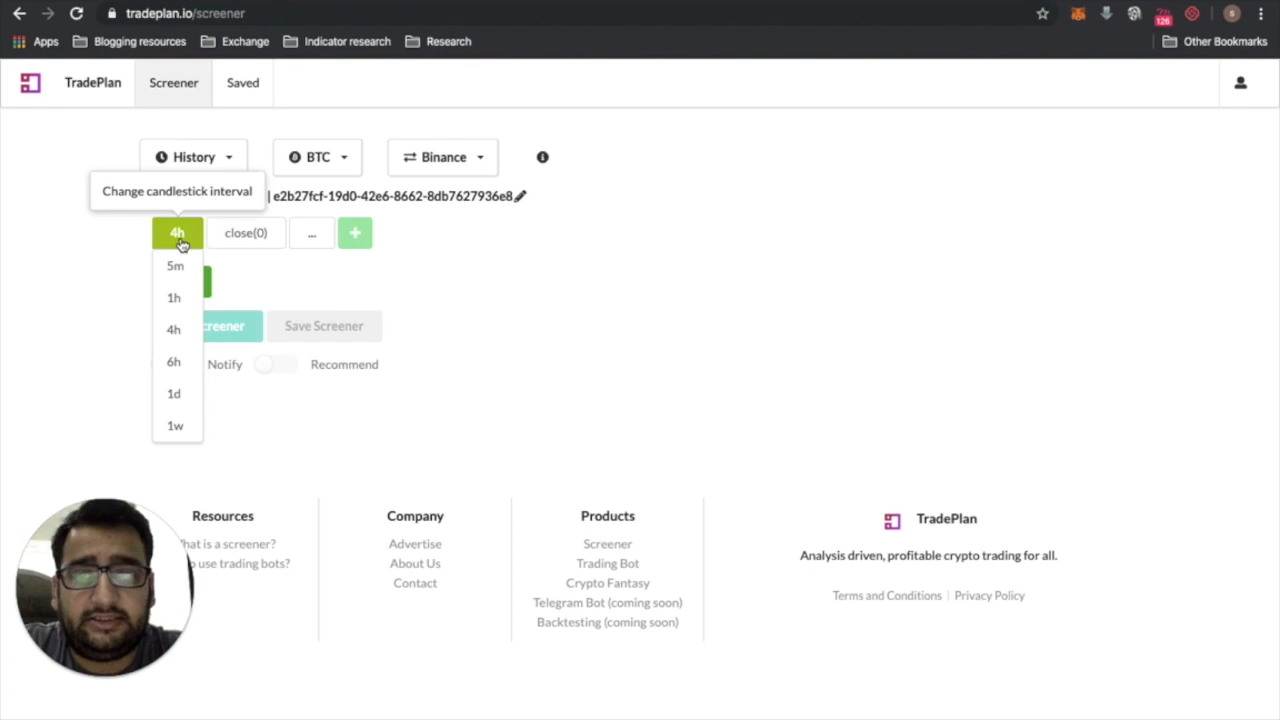 tradeplan.io/screener
126
S
Apps Blogging resources Exchange Indicator research Research Other Bookmarks
TradePlan Screener Saved
History BTC Binance
Change candlestick interval
| e2b27fcf-19d0-42e6-8662-8db7627936e8
4h close(0) ... +
5m
1h
4h
6h
1d
1w
creener Save Screener
Notify Recommend
Resources
hat is a screener?
o use trading bots?
Company
Advertise
About Us
Contact
Products
Screener
Trading Bot
Crypto Fantasy
Telegram Bot (coming soon)
Backtesting (coming soon)
TradePlan
Analysis driven, profitable crypto trading for all.
Terms and Conditions | Privacy Policy